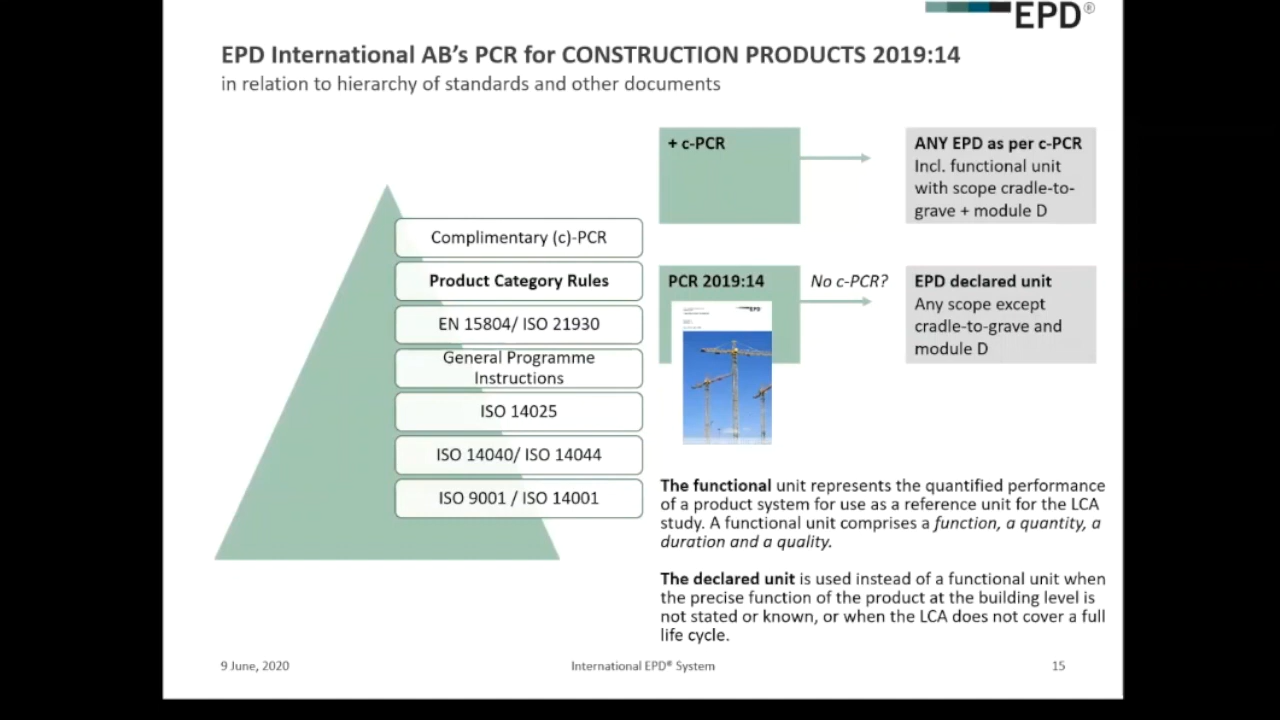 EPD®
EPD International AB's PCR for CONSTRUCTION PRODUCTS 2019:14
in relation to hierarchy of standards and other documents
Complimentary (c)-PCR
Product Category Rules
EN 15804/ ISO 21930
General Programme
Instructions
ISO 14025
ISO 14040/ ISO 14044
ISO 9001 / ISO 14001
+ c-PCR
ANY EPD as per c-PCR
Incl. functional unit
with scope cradle-to-
grave + module D
PCR 2019:14
EPD
No c-PCR?
EPD declared unit
Any scope except
cradle-to-grave and
module D
The functional unit represents the quantified performance
of a product system for use as a reference unit for the LCA
study. A functional unit comprises a function, a quantity, a
duration and a quality.
The declared unit is used instead of a functional unit when
the precise function of the product at the building level is
not stated or known, or when the LCA does not cover a full
life cycle.
9 June, 2020
International EPD® System
15